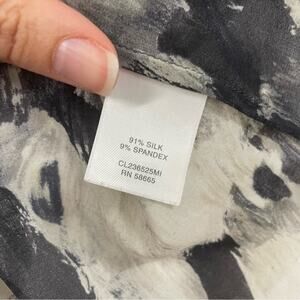 91% SILK
9% SPANDEX
CL236525MI
RN 58665